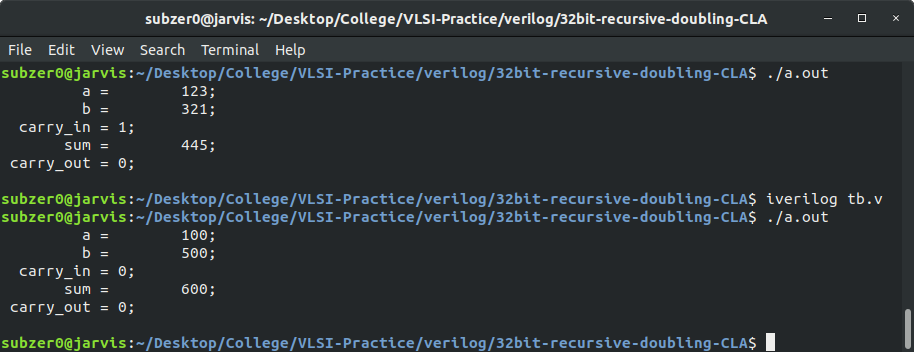 subzer0@jarvis: ~/Desktop/College/VLSI-Practice/verilog/32bit-recursive-doubling-CLA
File Edit View Search Terminal Help
subzer0@jarvis:~/Desktop/College/VLSI-Practice/verilog/32bit-recursive-doubling-CLA$ ./a.out
         a =        123;
         b =        321;
  carry_in = 1;
       sum =        445;
 carry_out = 0;
subzer0@jarvis:~/Desktop/College/VLSI-Practice/verilog/32bit-recursive-doubling-CLA$ iverilog tb.v
subzer0@jarvis:~/Desktop/College/VLSI-Practice/verilog/32bit-recursive-doubling-CLA$ ./a.out
         a =        100;
         b =        500;
  carry_in = 0;
       sum =        600;
 carry_out = 0;
subzer0@jarvis:~/Desktop/College/VLSI-Practice/verilog/32bit-recursive-doubling-CLA$